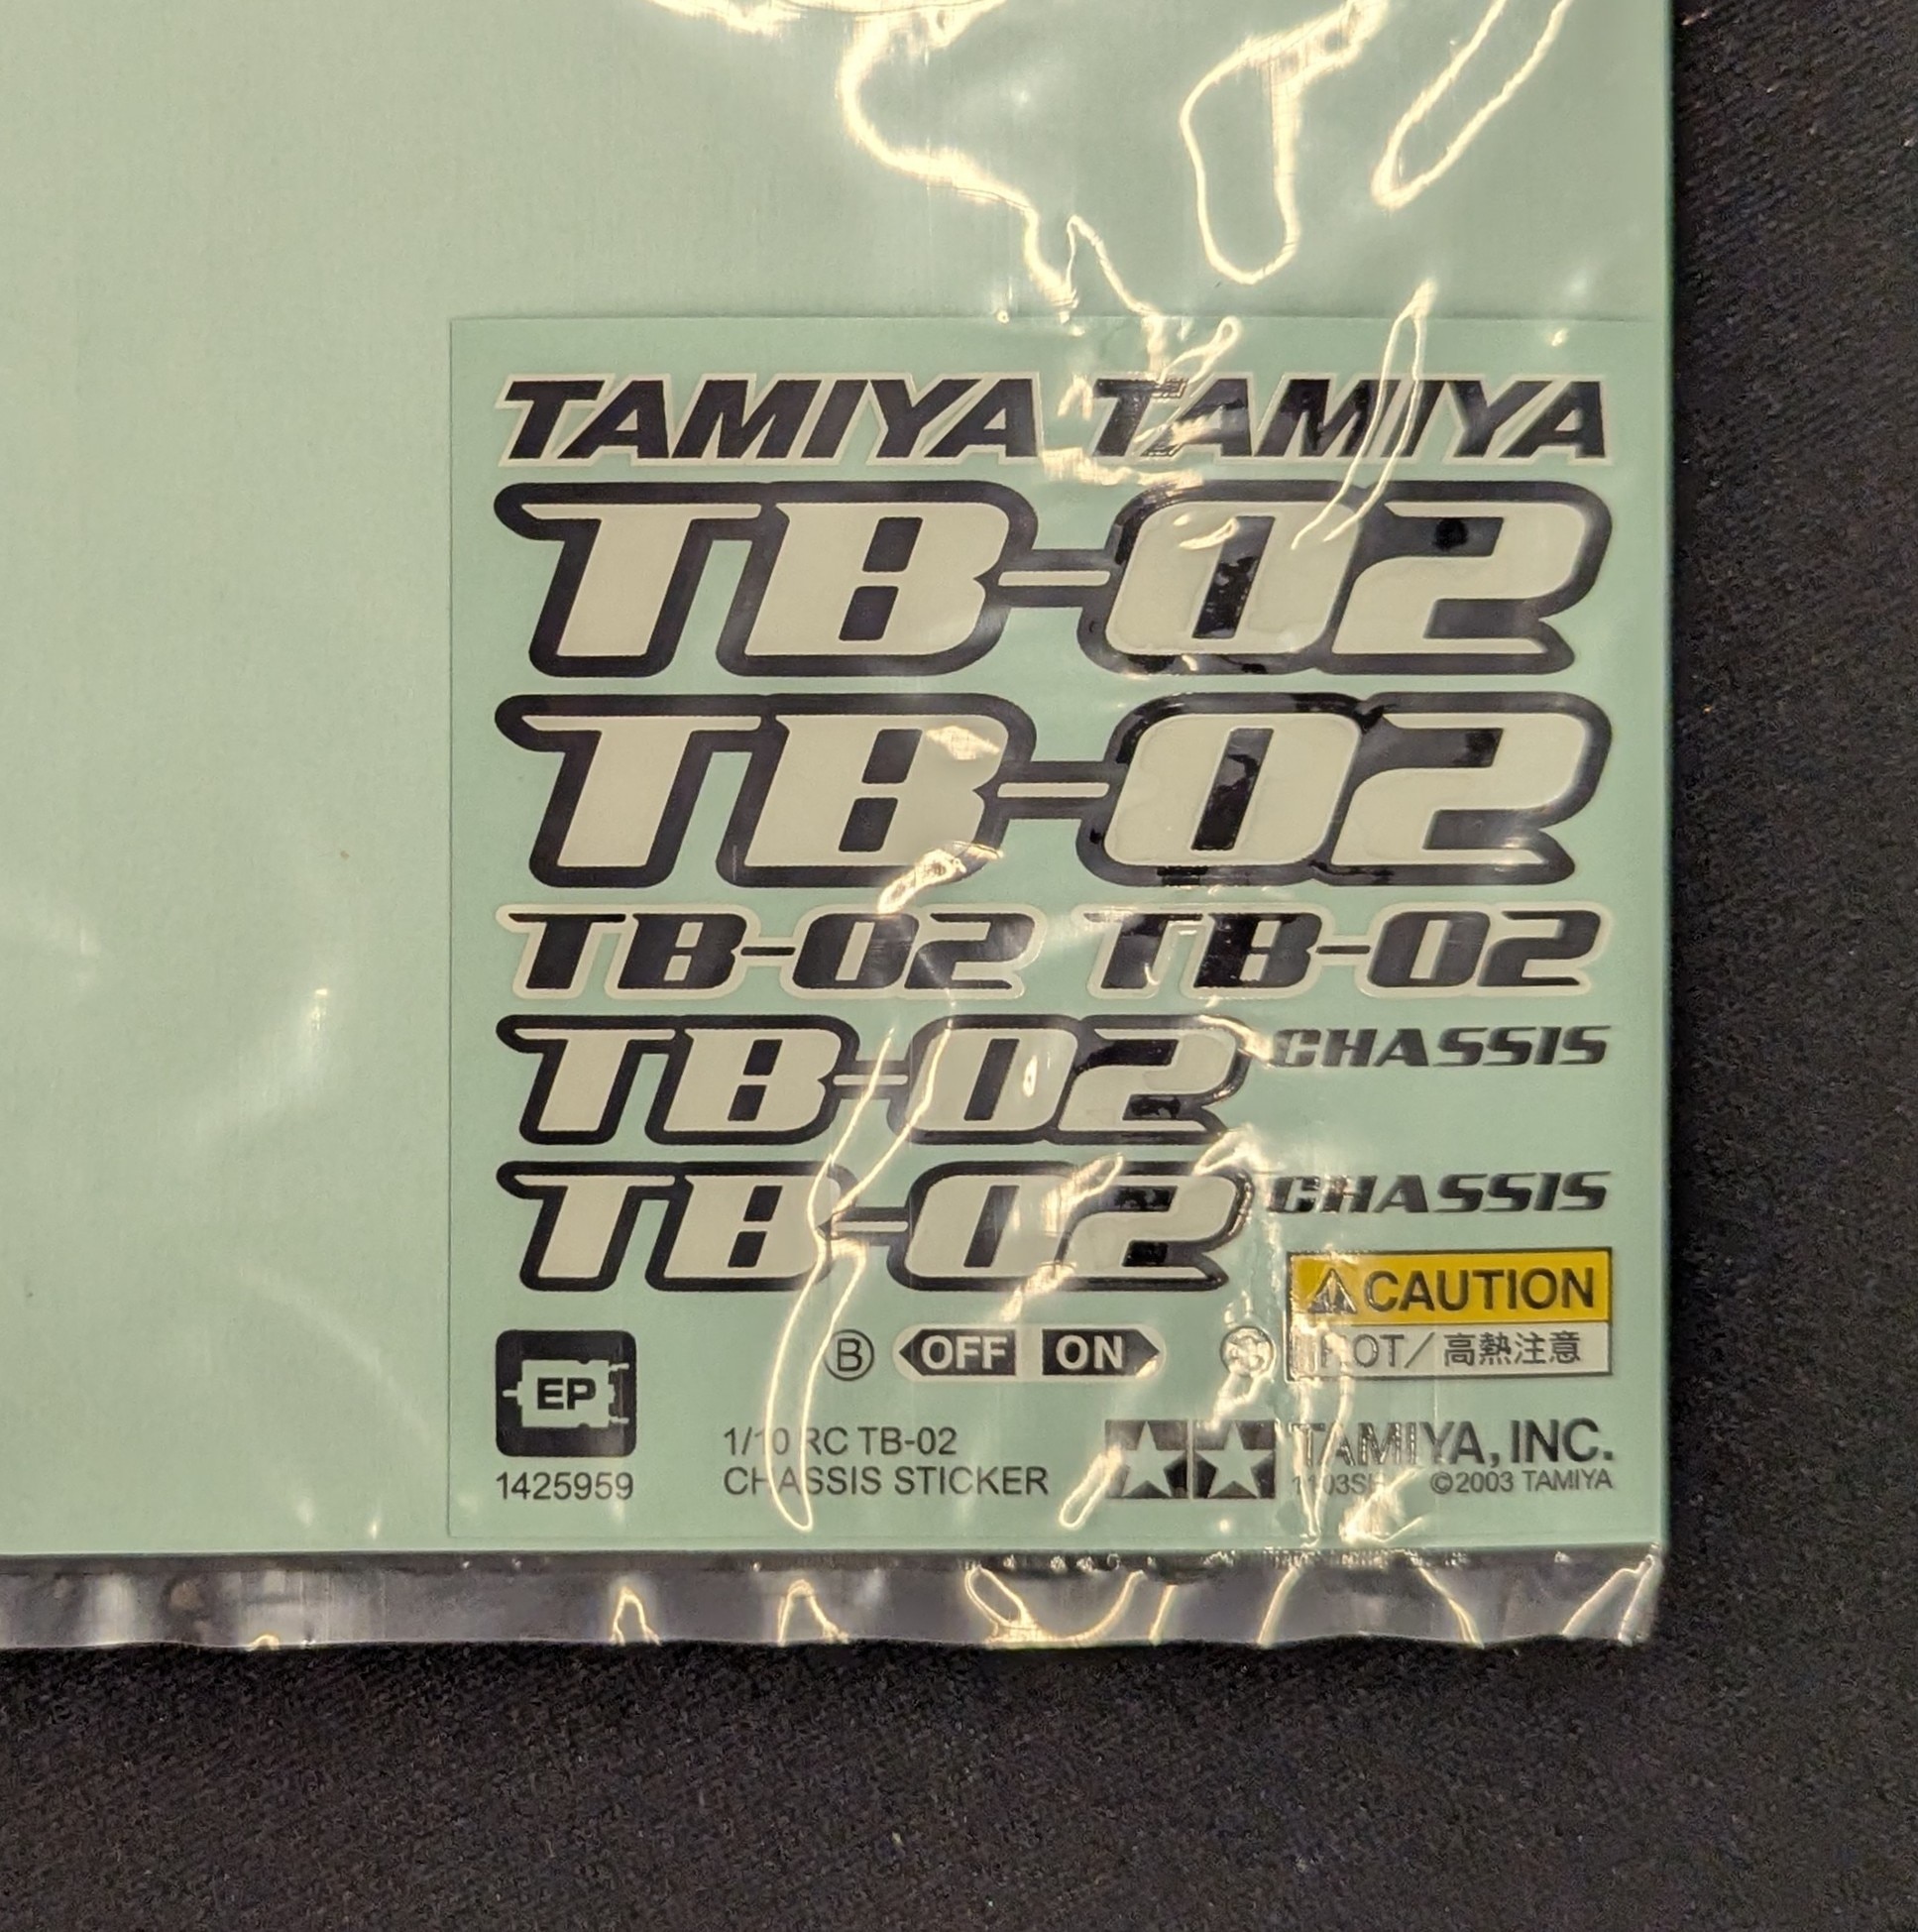 TAMIYA TAMIYA
TB-02
TB-02
TB-02 TB-02
TB-02 CHASSIS
TB-02 CHASSIS
CAUTION
HOT/高熱注意
B OFF ON
EP
1425959
1/10 RC TB-02
CHASSIS STICKER
TAMIYA, INC.
©2003 TAMIYA